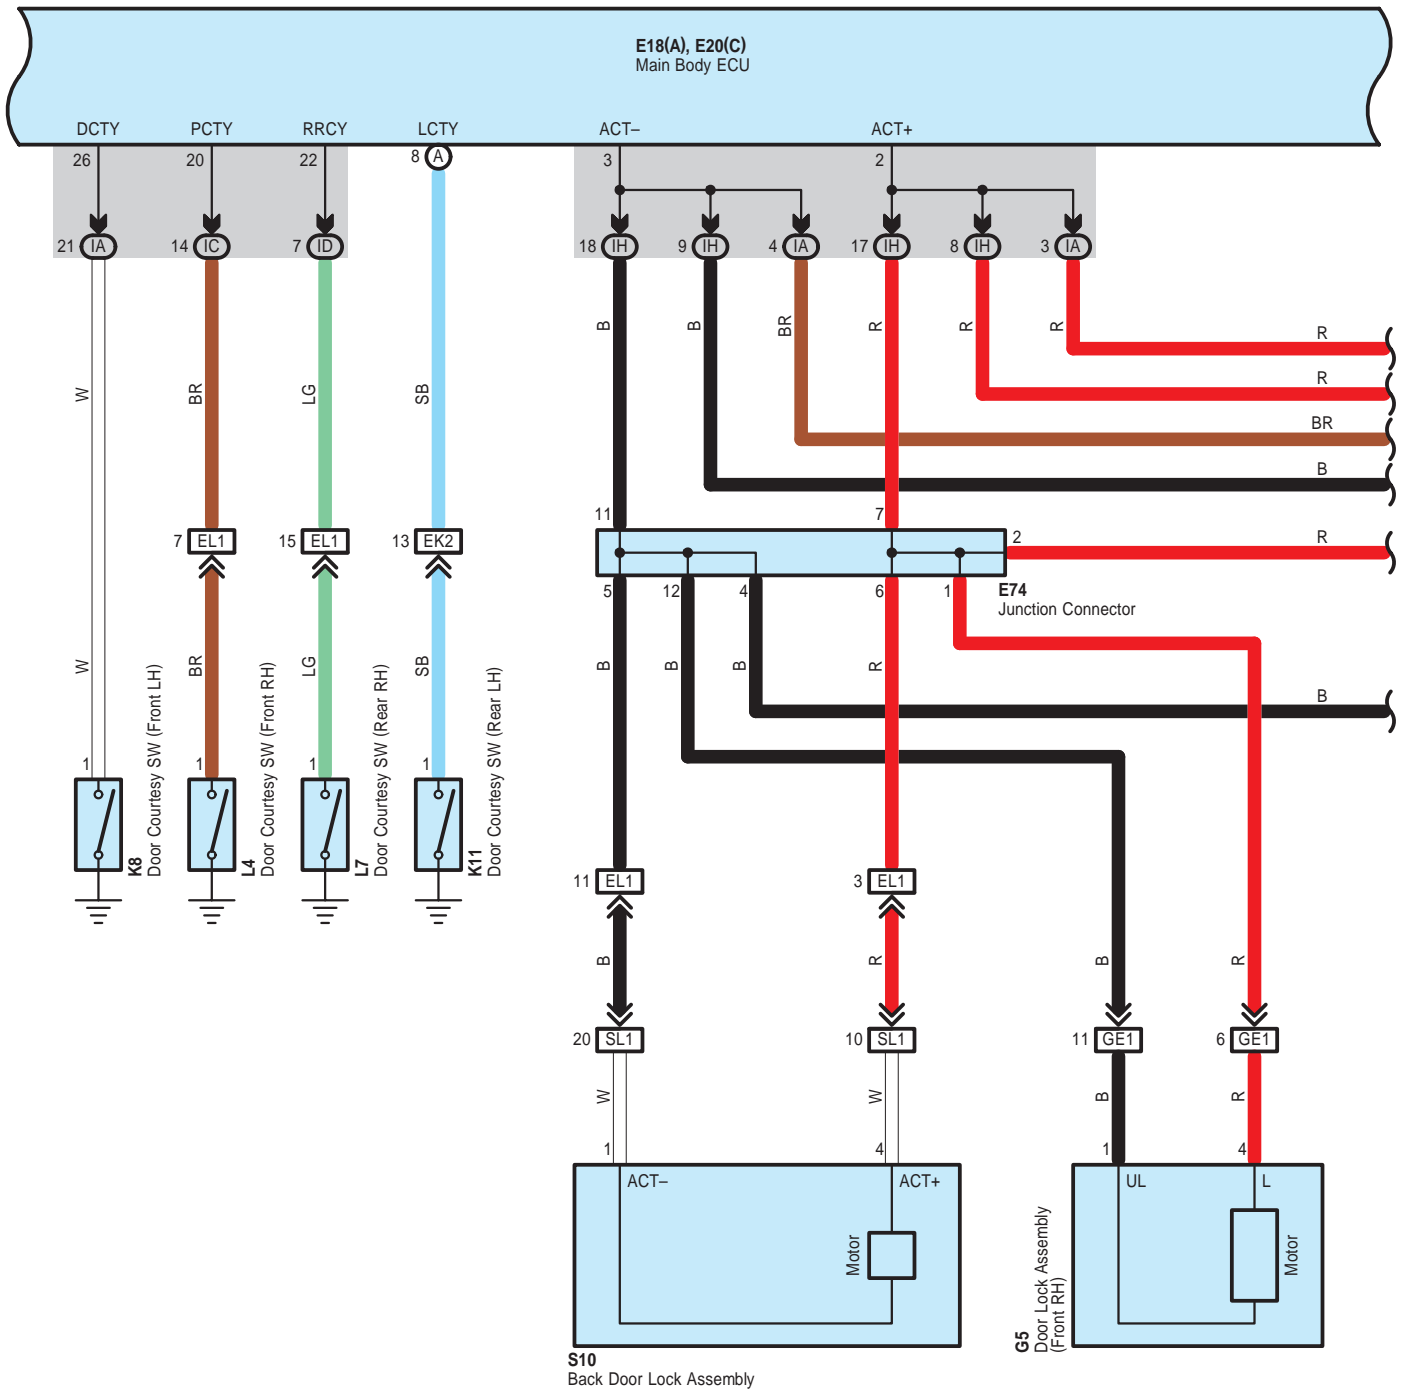 E18(A), E20(C)
Main Body ECU
DCTY PCTY RRCY LCTY ACT– ACT+
26 20 22 8 A 3 2
21 IA 14 IC 7 ID 18 IH 9 IH 4 IA 17 IH 8 IH 3 IA
B B BR R R R
R
R
BR
B
W BR LG SB
11 7
7 EL1 15 EL1 13 EK2
2 R
5 12 4 6 1
E74
Junction Connector
W BR LG SB B B B R
B
1 1 1 1
K8
Door Courtesy SW (Front LH)
L4
Door Courtesy SW (Front RH)
L7
Door Courtesy SW (Rear RH)
K11
Door Courtesy SW (Rear LH)
11 EL1 3 EL1
B R B R
20 SL1 10 SL1 11 GE1 6 GE1
W W B R
1 4 1 4
ACT– ACT+ UL L
Motor
Motor
S10
Back Door Lock Assembly
G5
Door Lock Assembly
(Front RH)